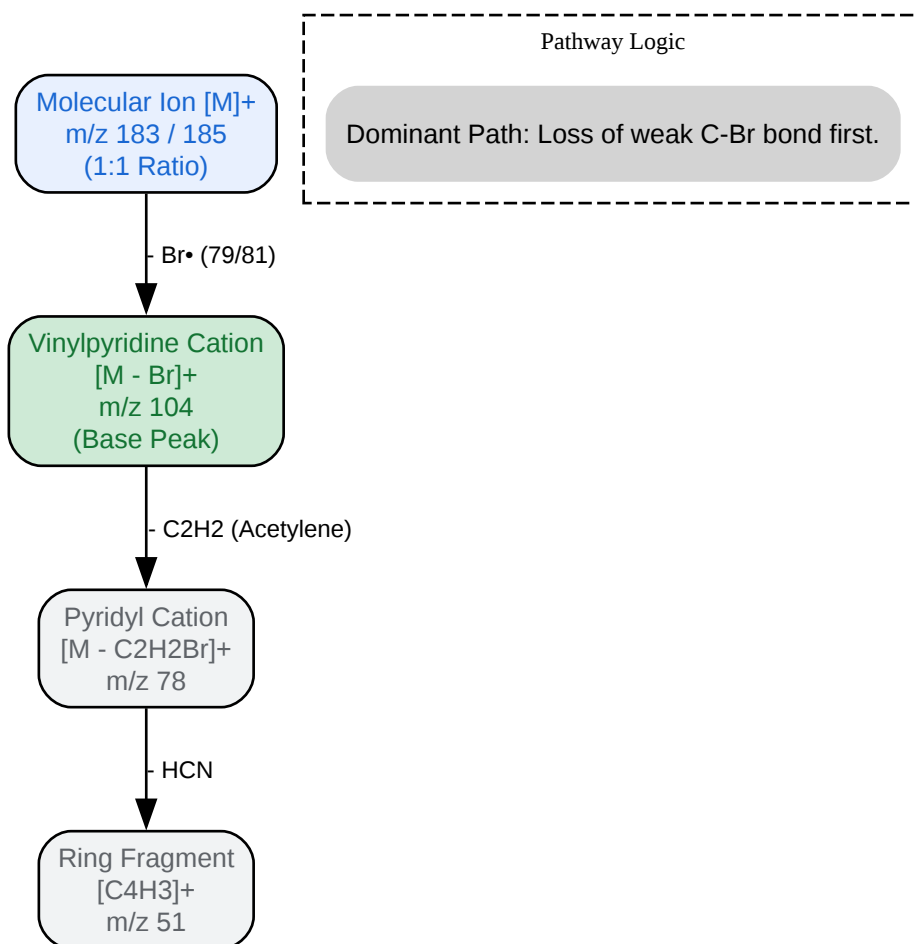 Pathway Logic
Dominant Path: Loss of weak C-Br bond first.
Molecular Ion [M]+
m/z 183 / 185
(1:1 Ratio)
- Br• (79/81)
Vinylpyridine Cation
[M - Br]+
m/z 104
(Base Peak)
- C2H2 (Acetylene)
Pyridyl Cation
[M - C2H2Br]+
m/z 78
- HCN
Ring Fragment
[C4H3]+
m/z 51